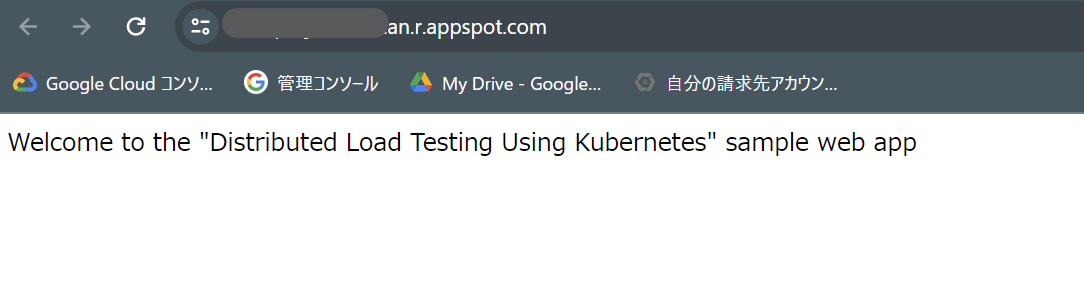 an.r.appspot.com
Google Cloud コンソ...
管理コンソール
My Drive - Google...
自分の請求先アカウン...
Welcome to the "Distributed Load Testing Using Kubernetes" sample web app